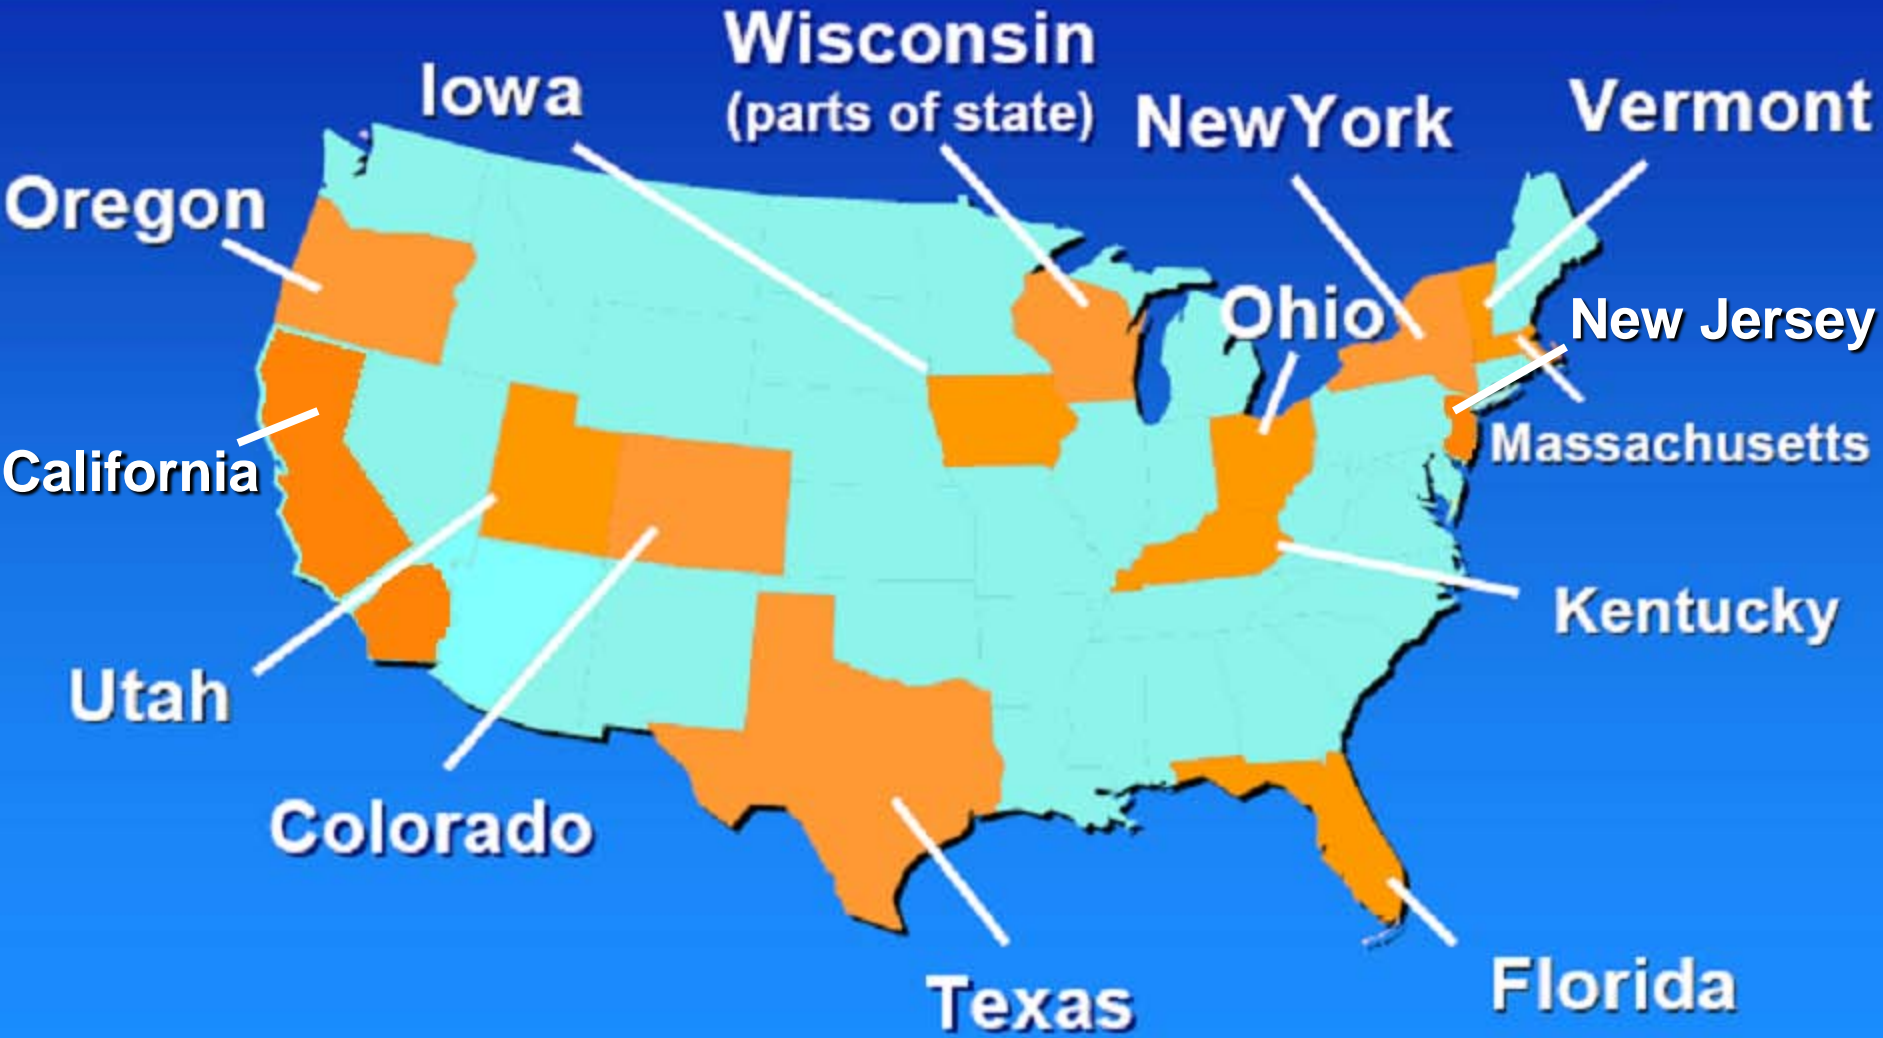 Wisconsin
(parts of state)
Iowa
NewYork
Vermont
Oregon
Ohio
New Jersey
California
Massachusetts
Utah
Kentucky
Colorado
Texas
Florida